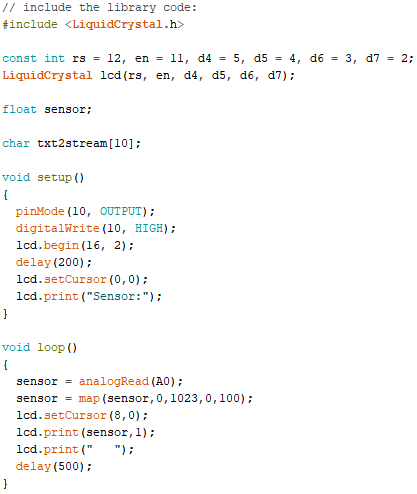 // include the library code:
#include <LiquidCrystal.h>

const int rs = 12, en = 11, d4 = 5, d5 = 4, d6 = 3, d7 = 2;
LiquidCrystal lcd(rs, en, d4, d5, d6, d7);

float sensor;

char txt2stream[10];

void setup()
{
  pinMode(10, OUTPUT);
  digitalWrite(10, HIGH);
  lcd.begin(16, 2);
  delay(200);
  lcd.setCursor(0,0);
  lcd.print("Sensor:");
}

void loop()
{
  sensor = analogRead(A0);
  sensor = map(sensor,0,1023,0,100);
  lcd.setCursor(8,0);
  lcd.print(sensor,1);
  lcd.print("   ");
  delay(500);
}